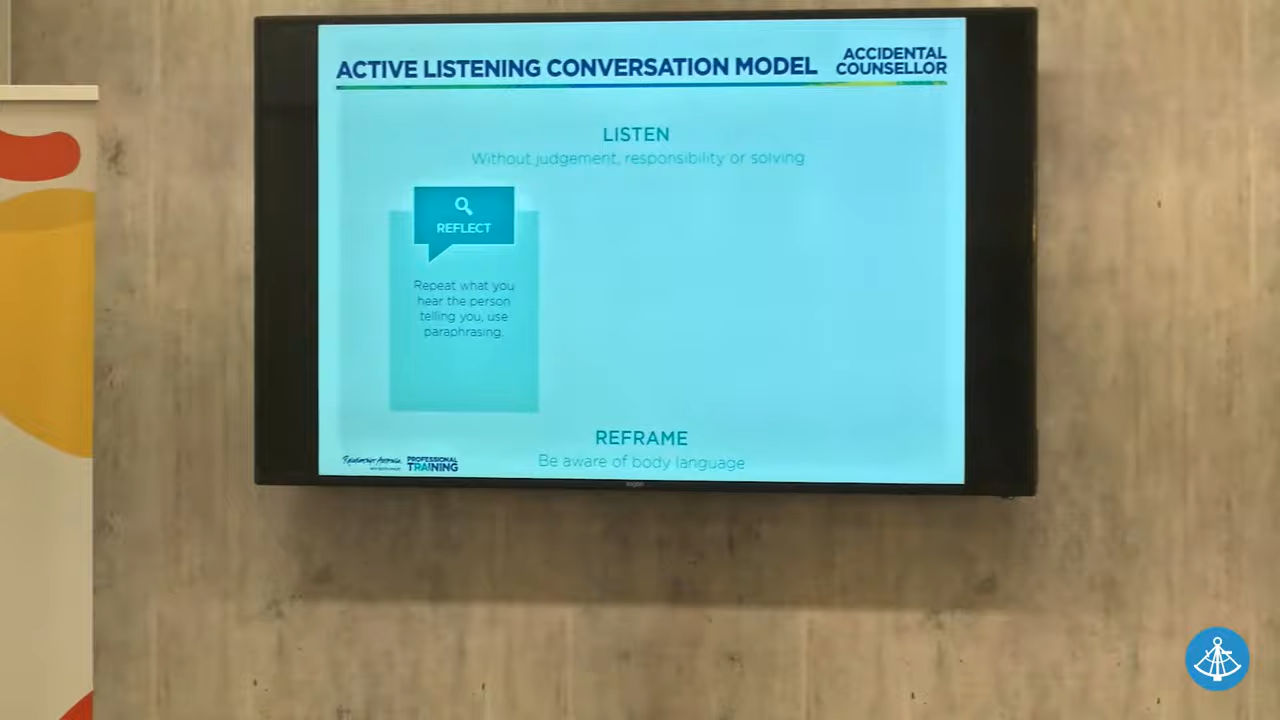 ACTIVE LISTENING CONVERSATION MODEL
ACCIDENTAL
COUNSELLOR
LISTEN
Without judgement, responsibility or solving
REFLECT
Repeat what you
hear the person
telling you, use
paraphrasing.
REFRAME
Be aware of body language
PROFESSIONAL
TRAINING